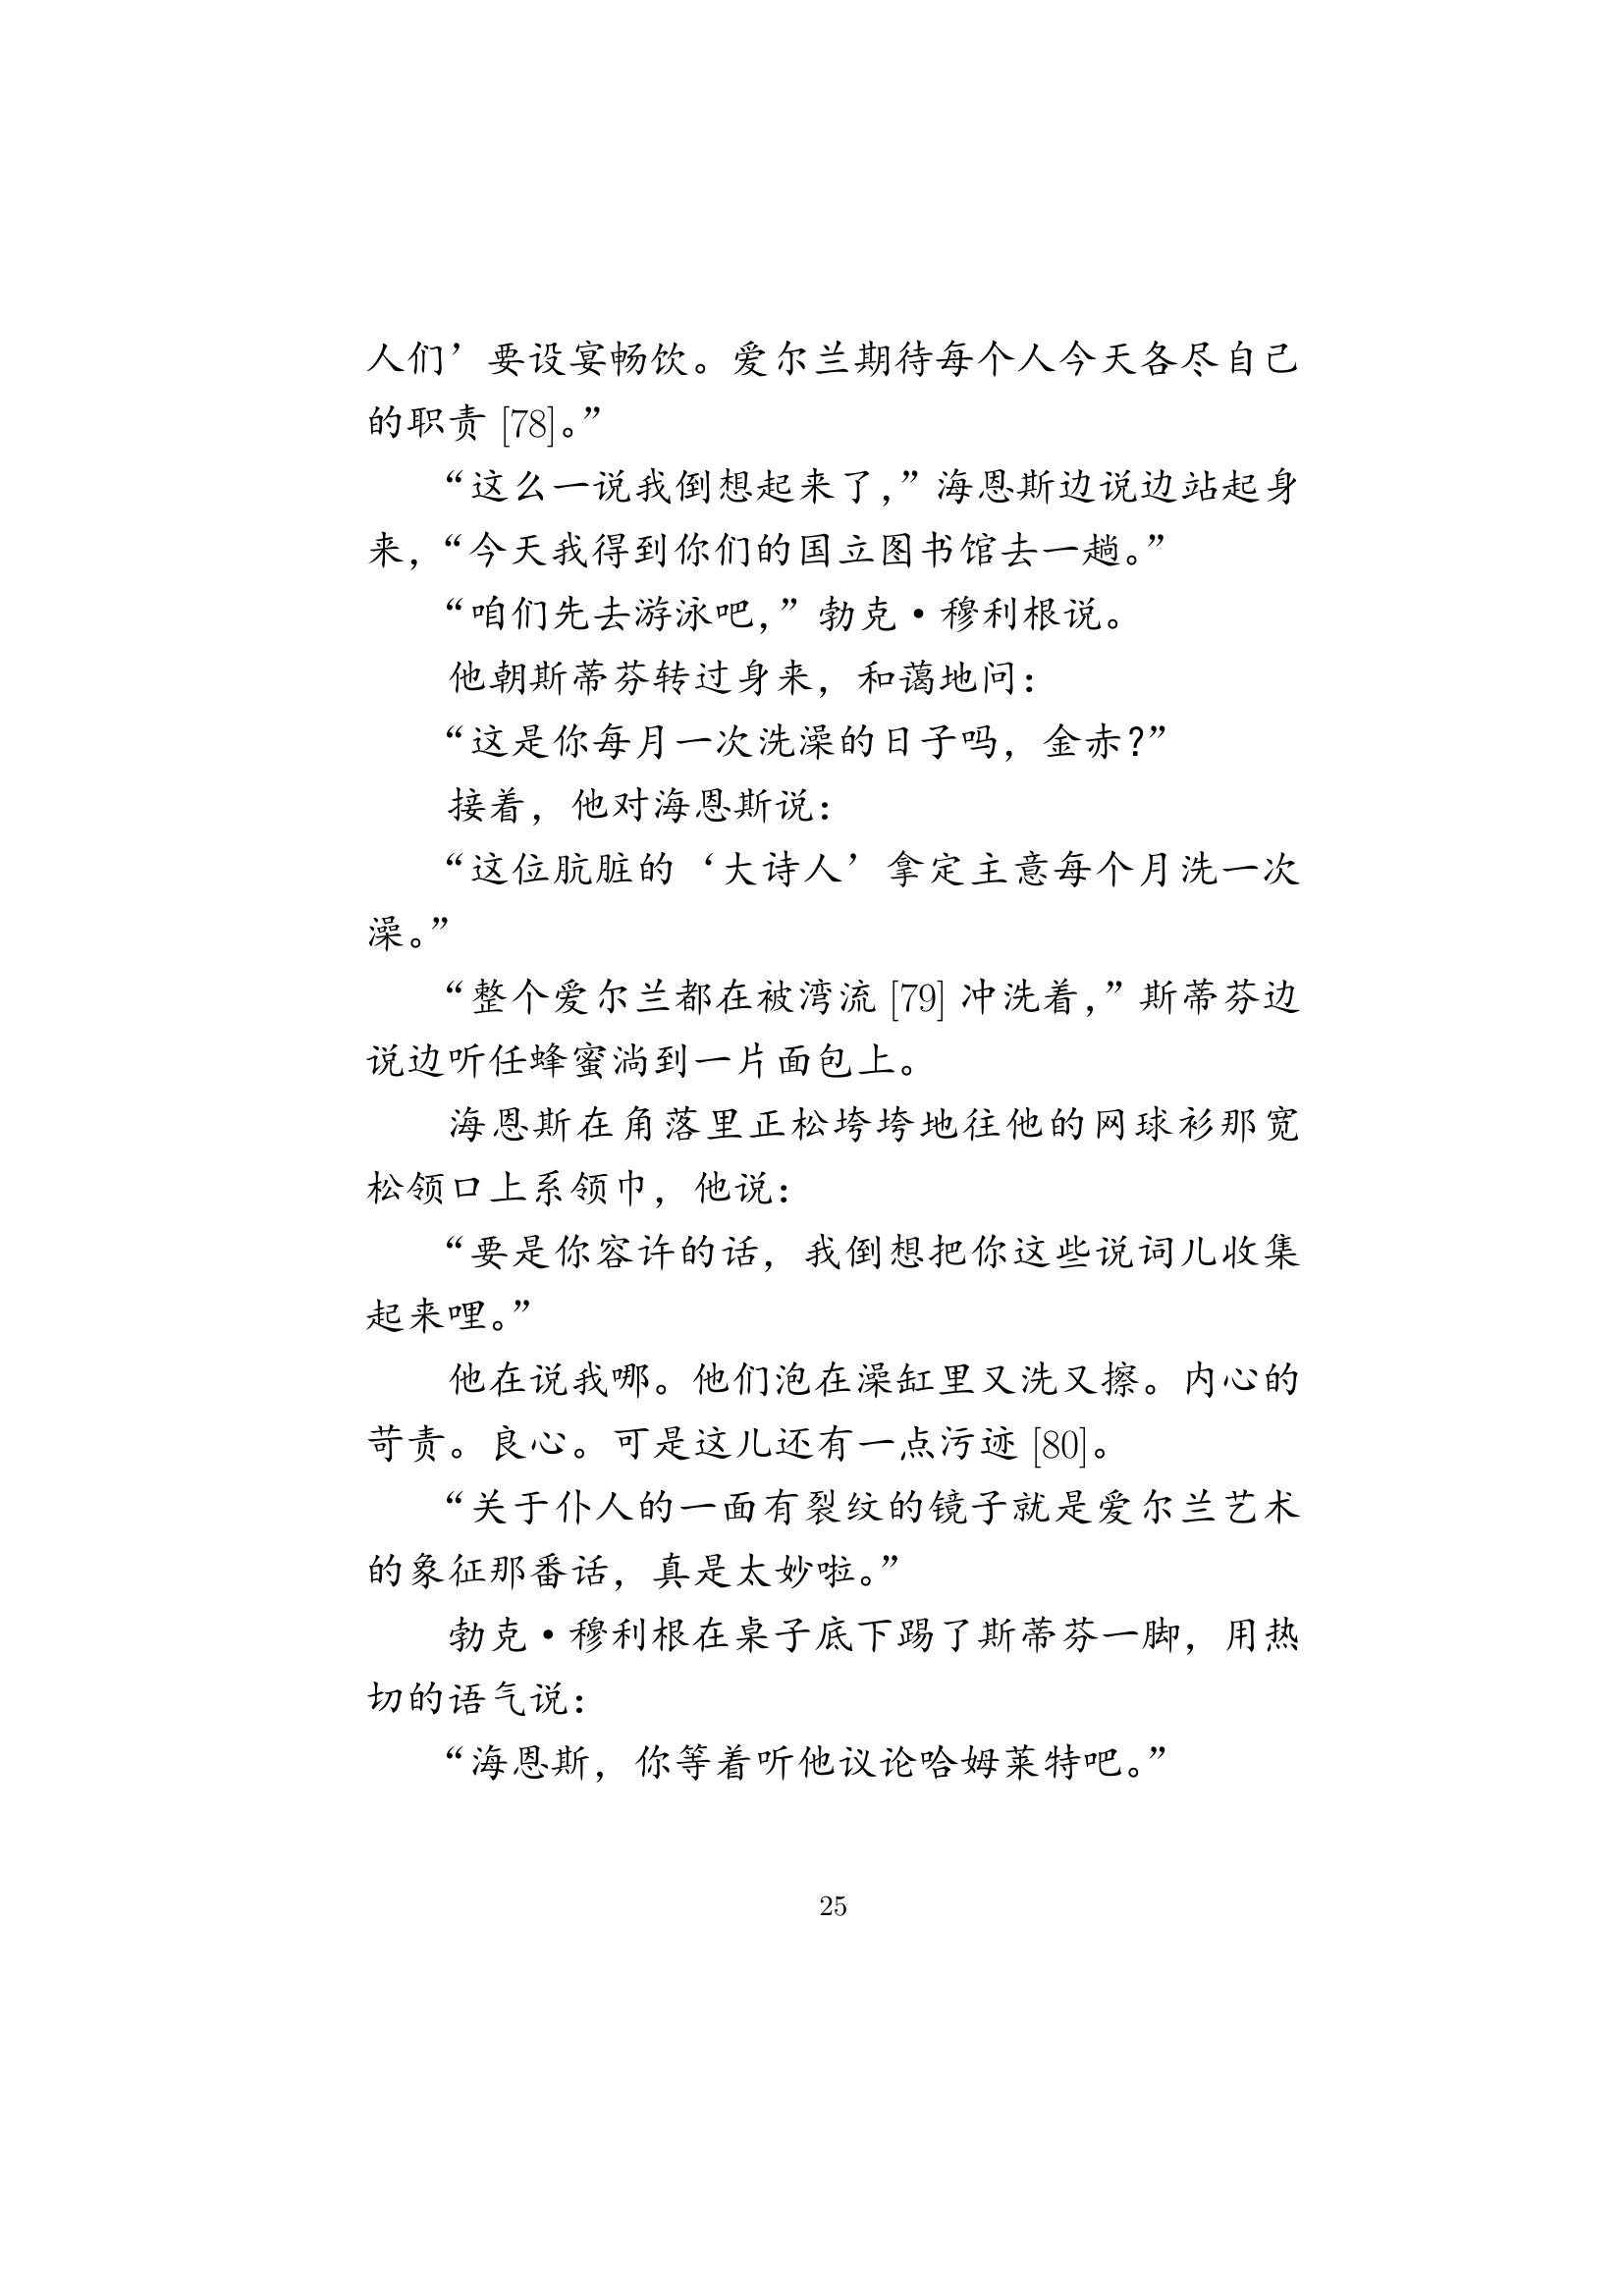 人们’要设宴畅饮。爱尔兰期待每个人今天各尽自己
的职责 [78]。”
“这么一说我倒想起来了，”海恩斯边说边站起身
来，“今天我得到你们的国立图书馆去一趟。”
“咱们先去游泳吧，”勃克·穆利根说。
他朝斯蒂芬转过身来，和蔼地问：
“这是你每月一次洗澡的日子吗，金赤？”
接着，他对海恩斯说：
“这位肮脏的‘大诗人’拿定主意每个月洗一次
澡。”
“整个爱尔兰都在被湾流 [79] 冲洗着，”斯蒂芬边
说边听任蜂蜜淌到一片面包上。
海恩斯在角落里正松垮垮地往他的网球衫那宽
松领口上系领巾，他说：
“要是你容许的话，我倒想把你这些说词儿收集
起来哩。”
他在说我哪。他们泡在澡缸里又洗又擦。内心的
苛责。良心。可是这儿还有一点污迹 [80]。
“关于仆人的一面有裂纹的镜子就是爱尔兰艺术
的象征那番话，真是太妙啦。”
勃克·穆利根在桌子底下踢了斯蒂芬一脚，用热
切的语气说：
“海恩斯，你等着听他议论哈姆莱特吧。”
25